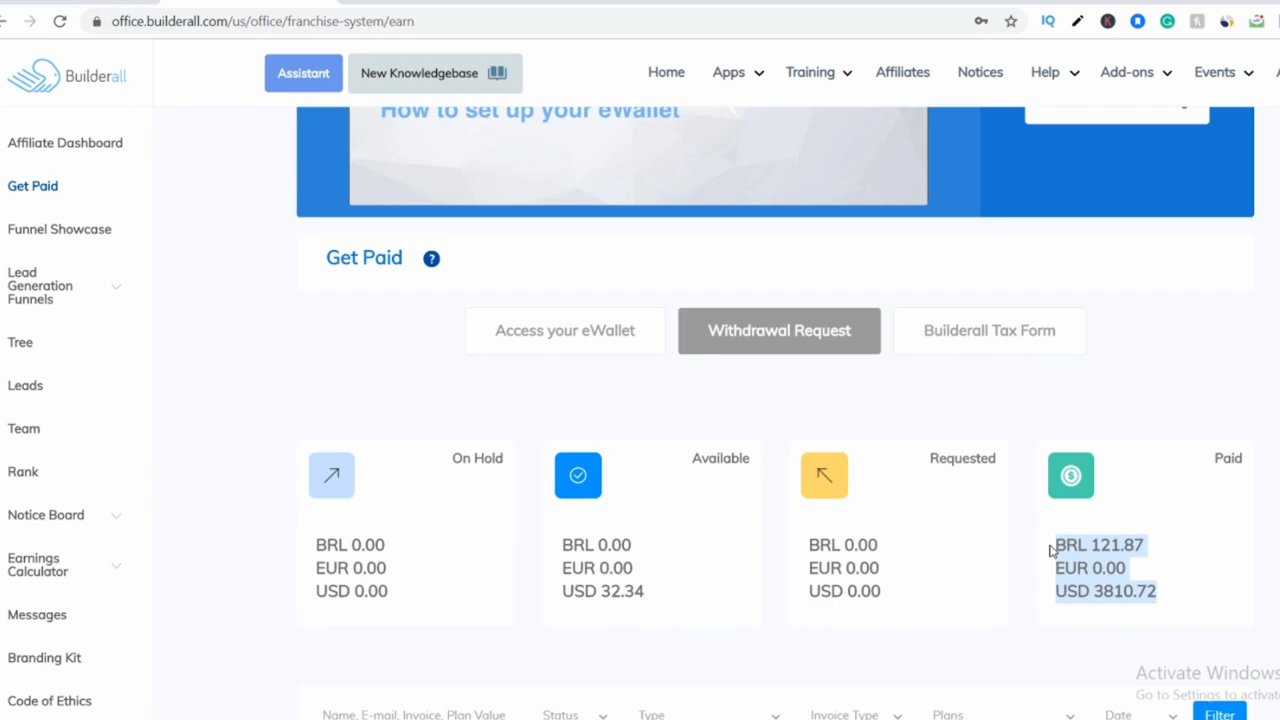 office.builderall.com/us/office/franchise-system/earn
Builderall
Assistant
New Knowledgebase
Home
Apps
Training
Affiliates
Notices
Help
Add-ons
Events
Affiliate Dashboard
Get Paid
Funnel Showcase
Lead
Generation
Funnels
Tree
Leads
Team
Rank
Notice Board
Earnings
Calculator
Messages
Branding Kit
Code of Ethics
How to set up your eWallet
Get Paid ?
Access your eWallet
Withdrawal Request
Builderall Tax Form
On Hold
BRL 0.00
EUR 0.00
USD 0.00
Available
BRL 0.00
EUR 0.00
USD 32.34
Requested
BRL 0.00
EUR 0.00
USD 0.00
Paid
BRL 121.87
EUR 0.00
USD 3810.72
Activate Windows
Go to Settings to activat
Name, E-mail, Invoice, Plan Value
Status
Type
Invoice Type
Plans
Date
Filter